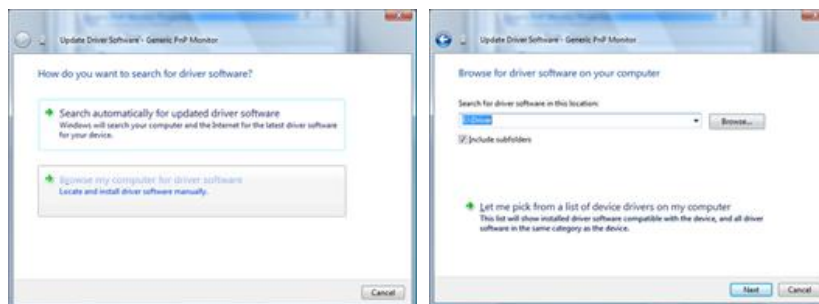 Update Driver Software - Generic PnP Monitor
How do you want to search for driver software?
Search automatically for updated driver software
Windows will search your computer and the Internet for the latest driver software
for your device.
Browse my computer for driver software
Locate and install driver software manually.
Cancel
Update Driver Software - Generic PnP Monitor
Browse for driver software on your computer
Search for driver software in this location:
D:\Driver
Browse...
Include subfolders
Let me pick from a list of device drivers on my computer
This list will show installed driver software compatible with the device, and all driver
software in the same category as the device.
Next
Cancel